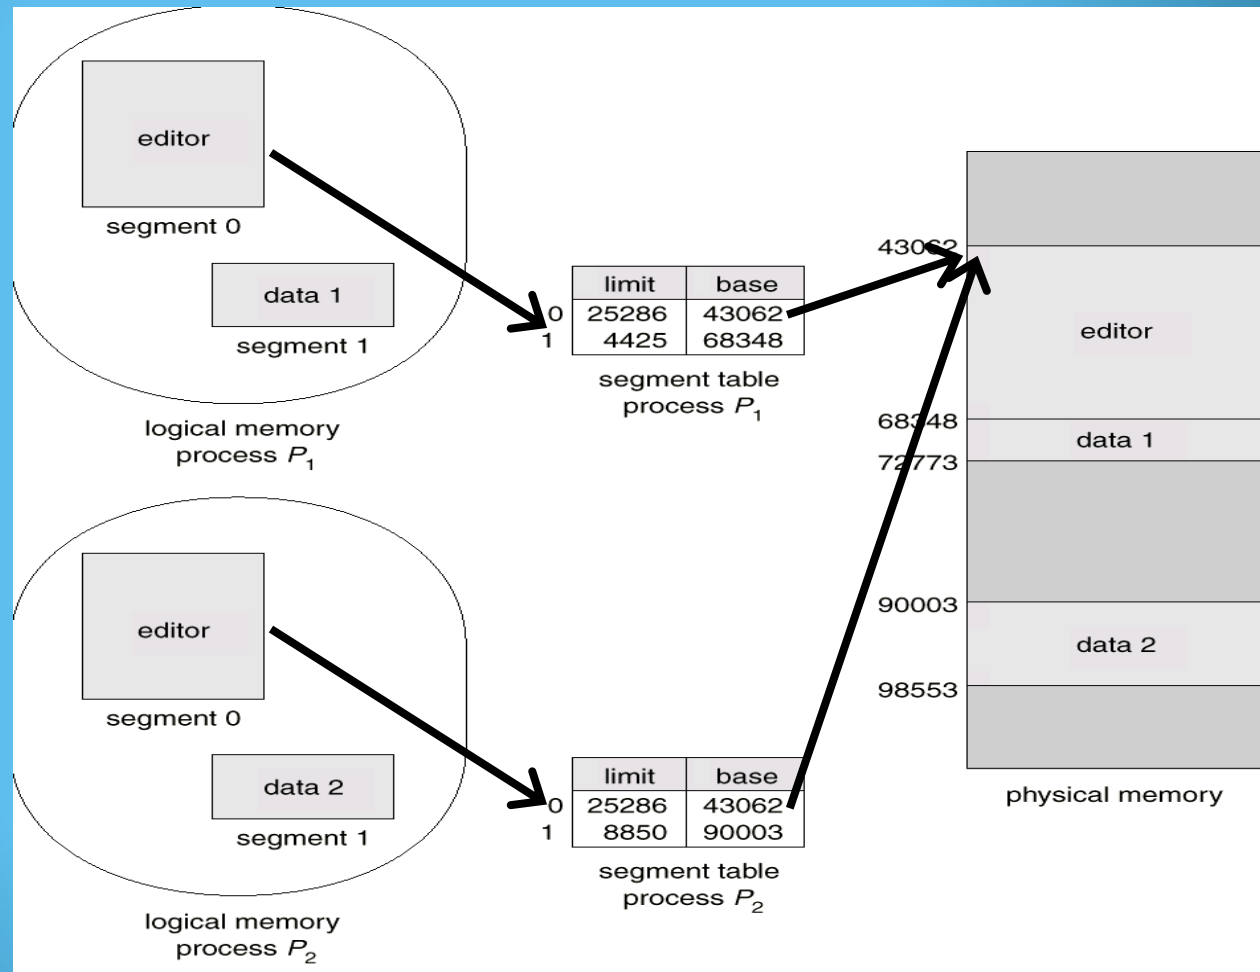 editor
segment 0
data 1
segment 1
logical memory
process P1
limit base
0 25286 43062
1 4425 68348
segment table
process P1
editor
segment 0
data 2
segment 1
logical memory
process P2
limit base
0 25286 43062
1 8850 90003
segment table
process P2
43062
editor
68348
data 1
72773
90003
data 2
98553
physical memory